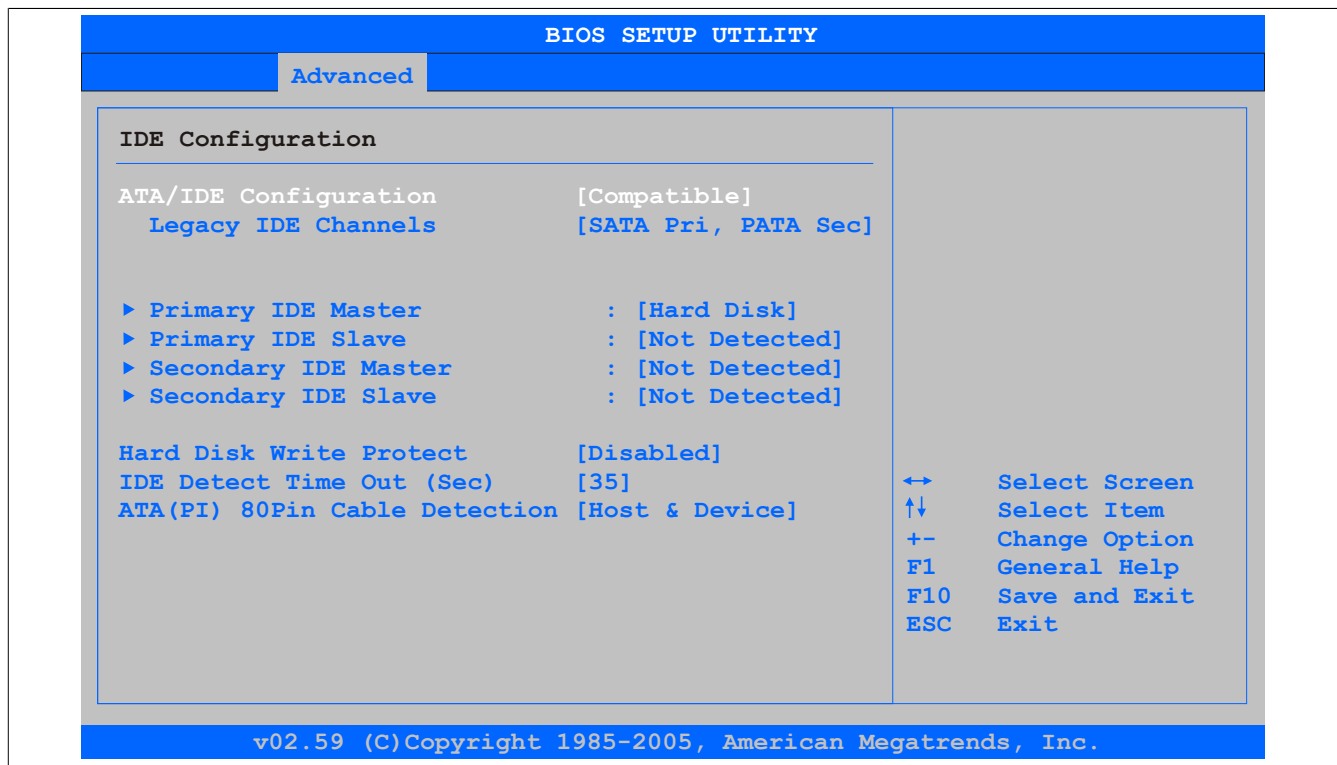 BIOS SETUP UTILITY
Advanced
IDE Configuration
ATA/IDE Configuration [Compatible]
Legacy IDE Channels [SATA Pri, PATA Sec]
▶ Primary IDE Master : [Hard Disk]
▶ Primary IDE Slave : [Not Detected]
▶ Secondary IDE Master : [Not Detected]
▶ Secondary IDE Slave : [Not Detected]
Hard Disk Write Protect [Disabled]
IDE Detect Time Out (Sec) [35]
ATA(PI) 80Pin Cable Detection [Host & Device]
↔ Select Screen
↑↓ Select Item
+- Change Option
F1 General Help
F10 Save and Exit
ESC Exit
v02.59 (C)Copyright 1985-2005, American Megatrends, Inc.